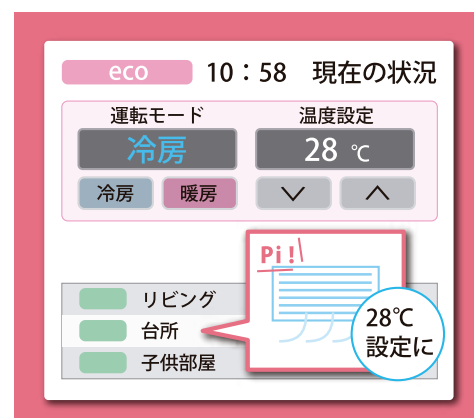 eco 10：58 現在の状況
運転モード 温度設定
冷房 28 ℃
冷房 暖房
Pi!
リビング
台所
子供部屋
28℃
設定に